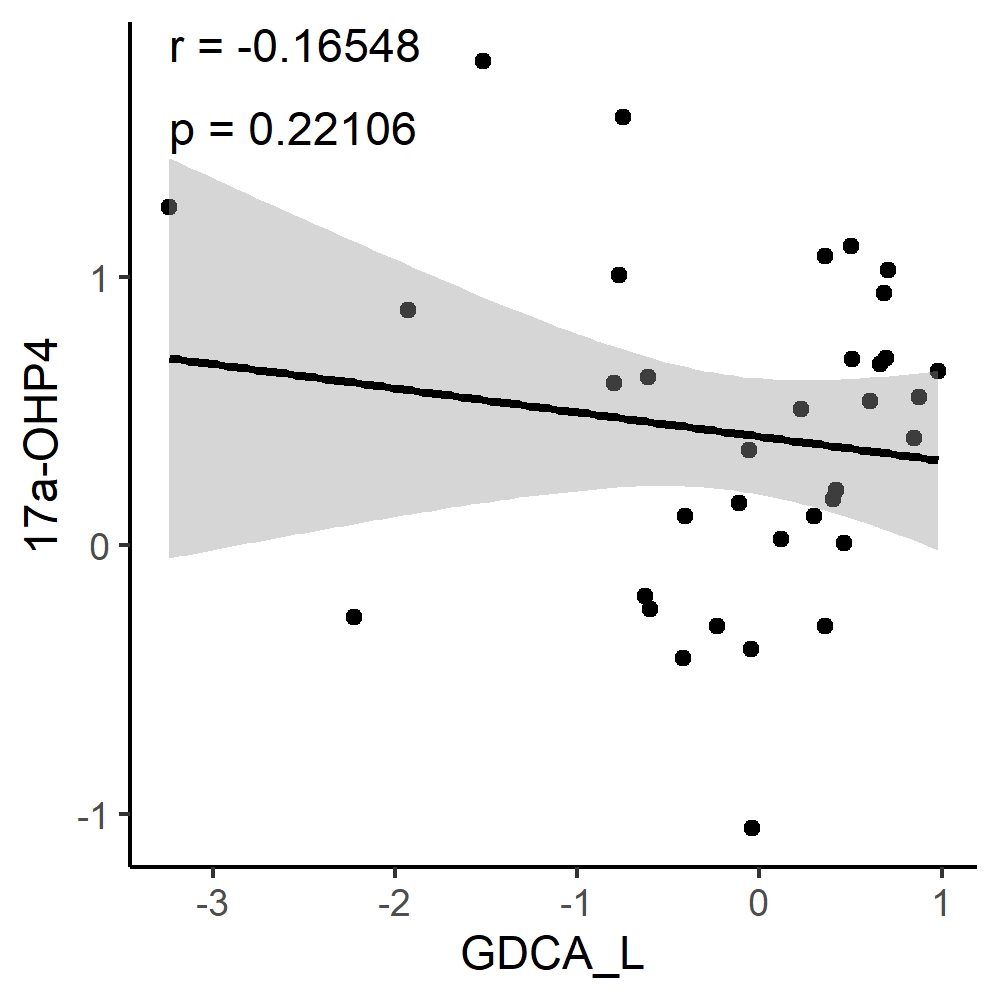 r = -0.16548
p = 0.22106
17a-OHP4
1
0
-1
-3
-2
-1
0
1
GDCA_L